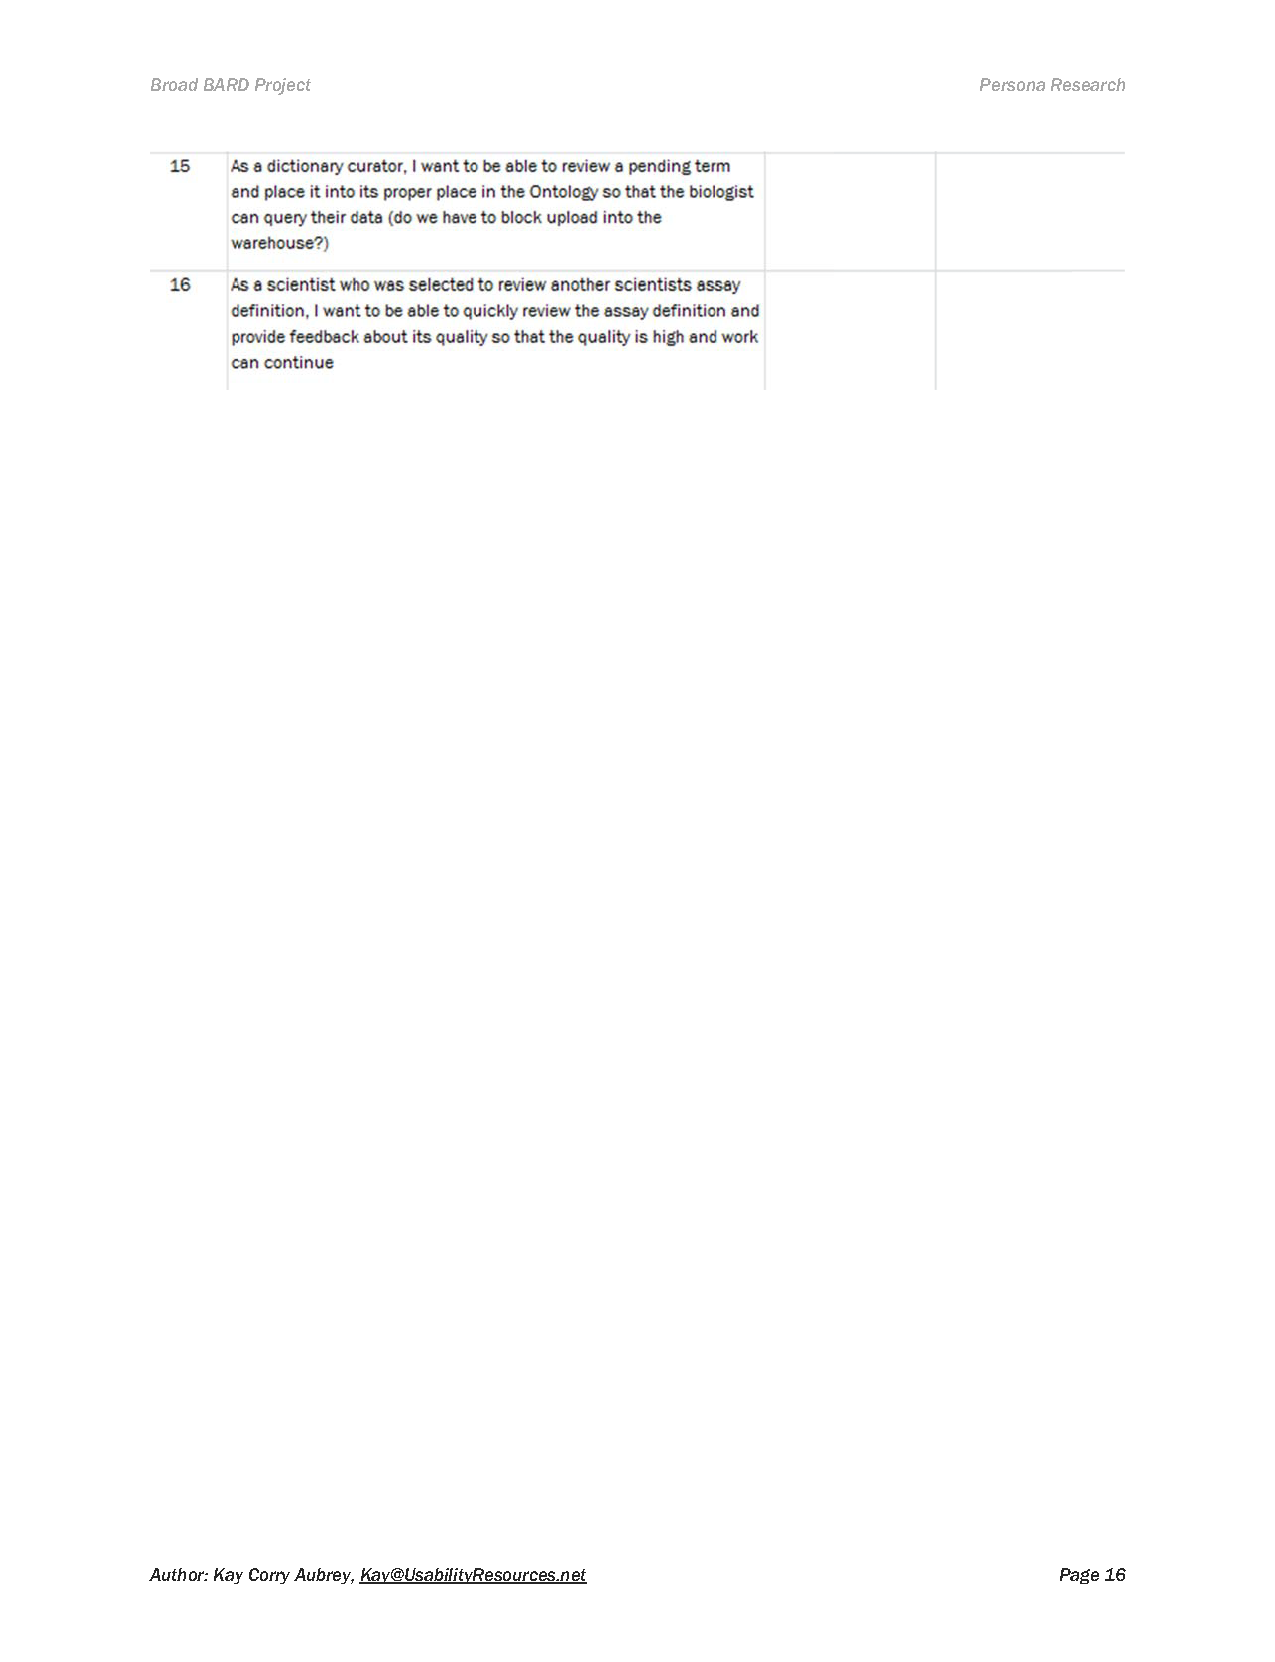 Broad BARD Project Persona Research
15 As a dictionary curator, I want to be able to review a pending term
and place it into its proper place in the Ontology so that the biologist
can query their data (do we have to block upload into the
warehouse?)
16 As a scientist who was selected to review another scientists assay
definition, I want to be able to quickly review the assay definition and
provide feedback about its quality so that the quality is high and work
can continue
Author: Kay Corry Aubrey, Kay@UsabilityResources.net Page 16